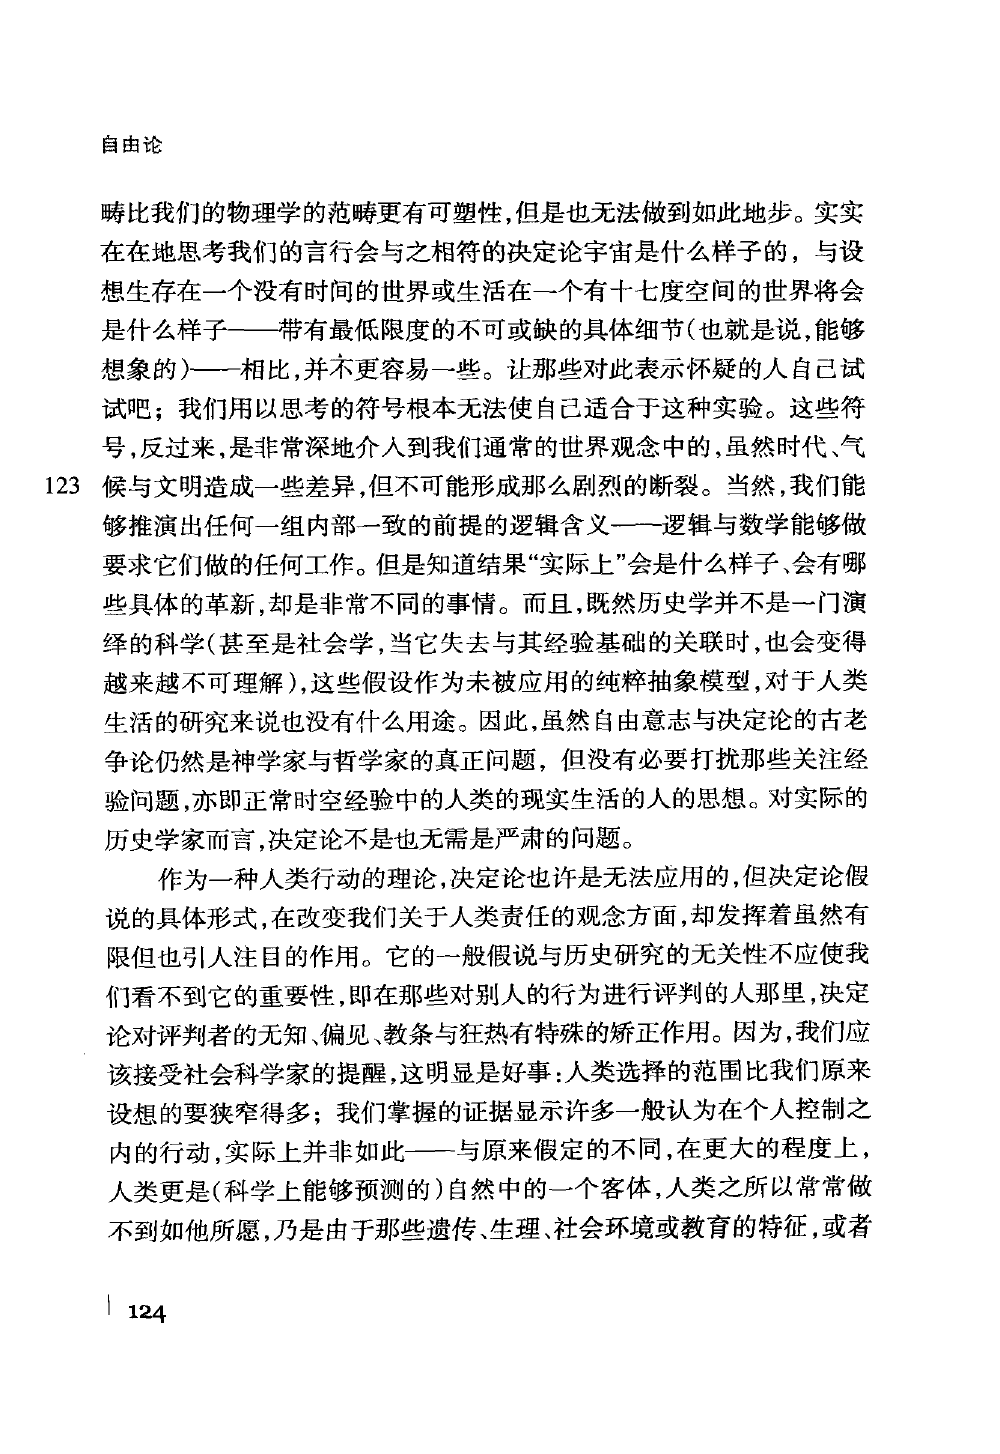 自由论
畴比我们的物理学的范畴更有可塑性,但是也无法做到如此地步。实实
在在地思考我们的言行会与之相符的决定论宇宙是什么样子的，与设
想生存在一个没有时间的世界或生活在一个有十七度空间的世界将会
是什么样子——带有最低限度的不可或缺的具体细节(也就是说,能够
想象的)——相比,并不更容易一些。让那些对此表示怀疑的人自己试
试吧；我们用以思考的符号根本无法使自己适合于这种实验。这些符
号,反过来,是非常深地介入到我们通常的世界观念中的,虽然时代、气
123 候与文明造成一些差异,但不可能形成那么剧烈的断裂。当然,我们能
够推演出任何一组内部一致的前提的逻辑含义——逻辑与数学能够做
要求它们做的任何工作。但是知道结果“实际上”会是什么样子、会有哪
些具体的革新,却是非常不同的事情。而且,既然历史学并不是一门演
绎的科学(甚至是社会学,当它失去与其经验基础的关联时,也会变得
越来越不可理解),这些假设作为未被应用的纯粹抽象模型,对于人类
生活的研究来说也没有什么用途。因此,虽然自由意志与决定论的古老
争论仍然是神学家与哲学家的真正问题，但没有必要打扰那些关注经
验问题,亦即正常时空经验中的人类的现实生活的人的思想。对实际的
历史学家而言,决定论不是也无需是严肃的问题。
作为一种人类行动的理论,决定论也许是无法应用的,但决定论假
说的具体形式,在改变我们关于人类责任的观念方面,却发挥着虽然有
限但也引人注目的作用。它的一般假说与历史研究的无关性不应使我
们看不到它的重要性,即在那些对别人的行为进行评判的人那里,决定
论对评判者的无知、偏见、教条与狂热有特殊的矫正作用。因为,我们应
该接受社会科学家的提醒,这明显是好事:人类选择的范围比我们原来
设想的要狭窄得多；我们掌握的证据显示许多一般认为在个人控制之
内的行动,实际上并非如此——与原来假定的不同,在更大的程度上,
人类更是(科学上能够预测的)自然中的一个客体,人类之所以常常做
不到如他所愿,乃是由于那些遗传、生理、社会环境或教育的特征,或者
124